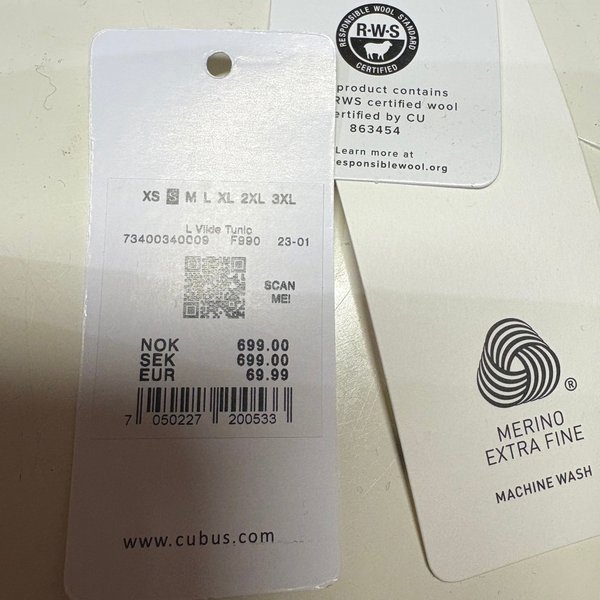 RESPONSIBLE WOOL STANDARD
R·W·S
CERTIFIED
product contains
RWS certified wool
ertified by CU
863454
Learn more at
esponsiblewool.org
XS S M L XL 2XL 3XL
L Vilde Tunic
73400340009 F990 23-01
SCAN
ME!
NOK 699.00
SEK 699.00
EUR 69.99
7 050227 200533
www.cubus.com
®
MERINO
EXTRA FINE
MACHINE WASH